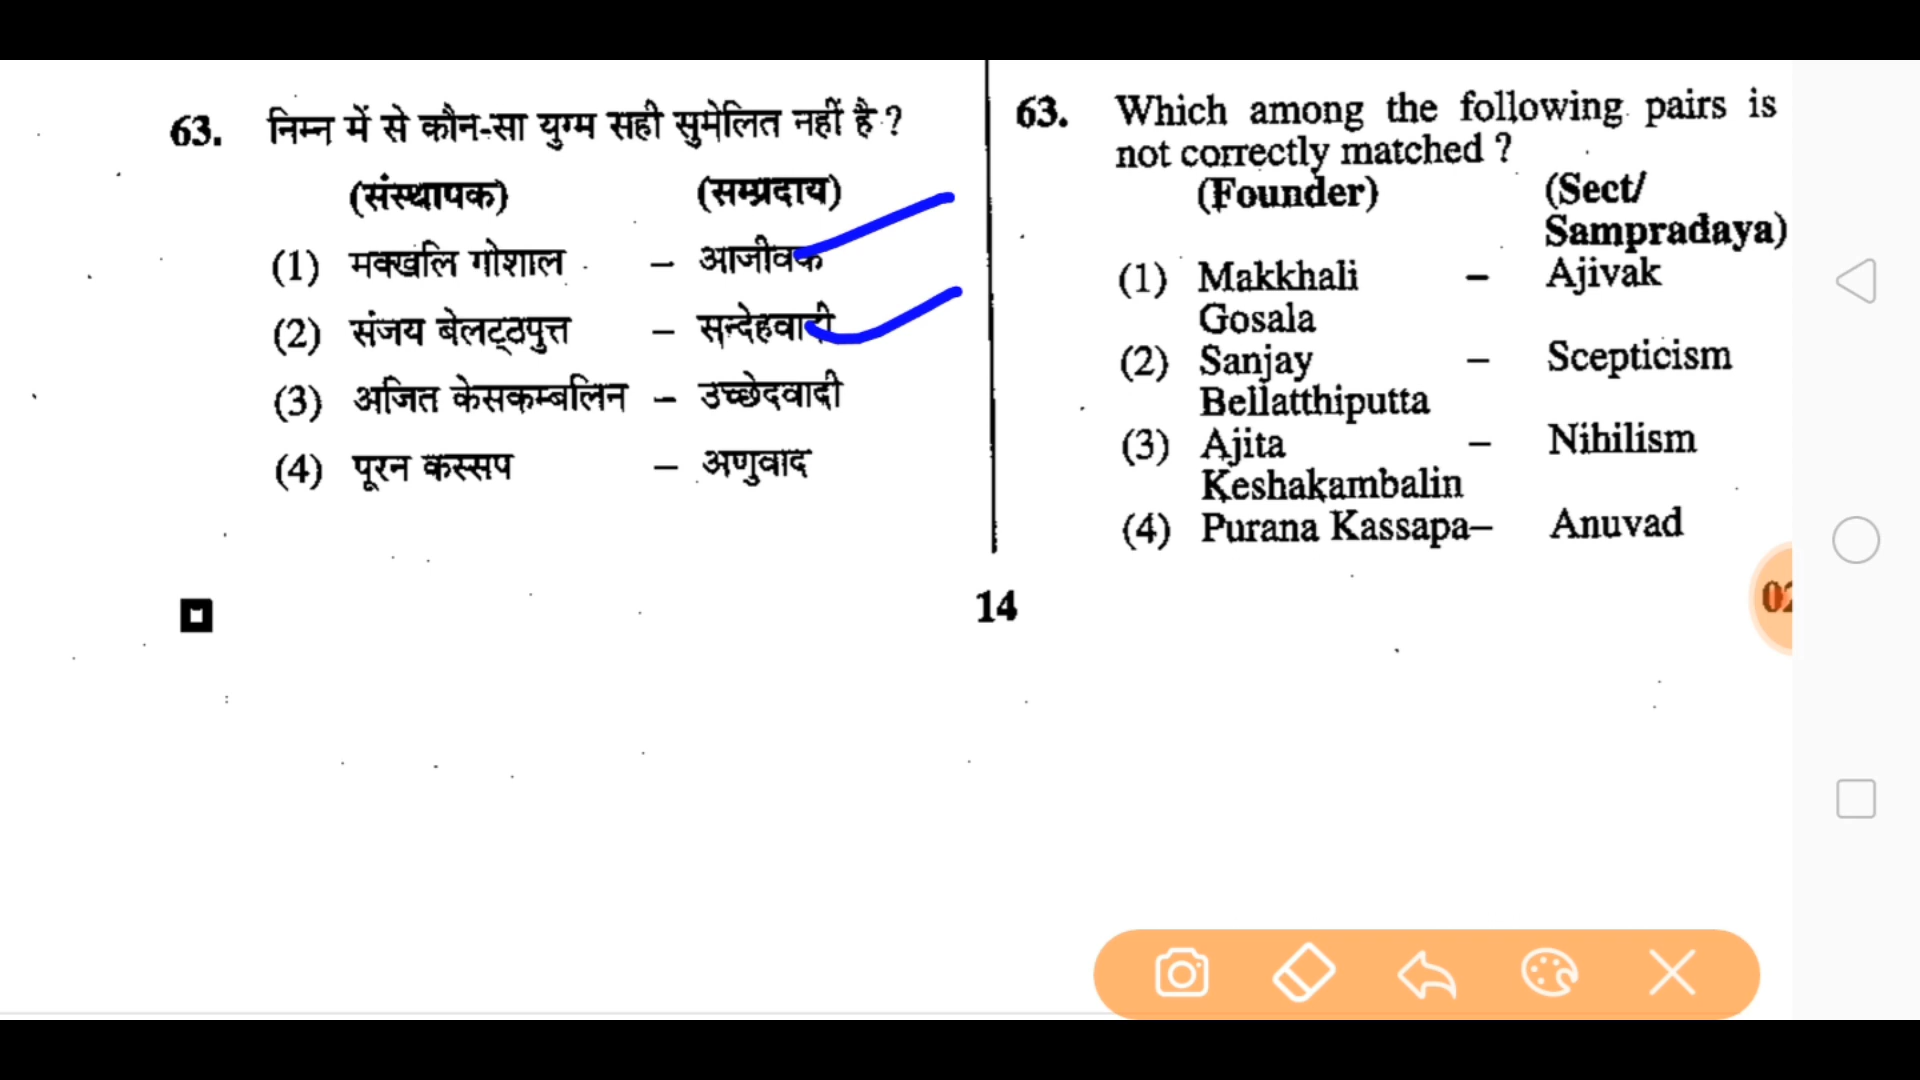 63. निम्न में से कौन-सा युग्म सही सुमेलित नहीं है ?
(संस्थापक) (सम्प्रदाय)
(1) मक्खलि गोशाल – आजीवक
(2) संजय बेलट्ठपुत्त – सन्देहवादी
(3) अजित केसकम्बलिन – उच्छेदवादी
(4) पूरन कस्सप – अणुवाद
63. Which among the following pairs is
not correctly matched ?
(Founder) (Sect/
Sampradaya)
(1) Makkhali – Ajivak
Gosala
(2) Sanjay – Scepticism
Bellatthiputta
(3) Ajita – Nihilism
Keshakambalin
(4) Purana Kassapa– Anuvad
14
02